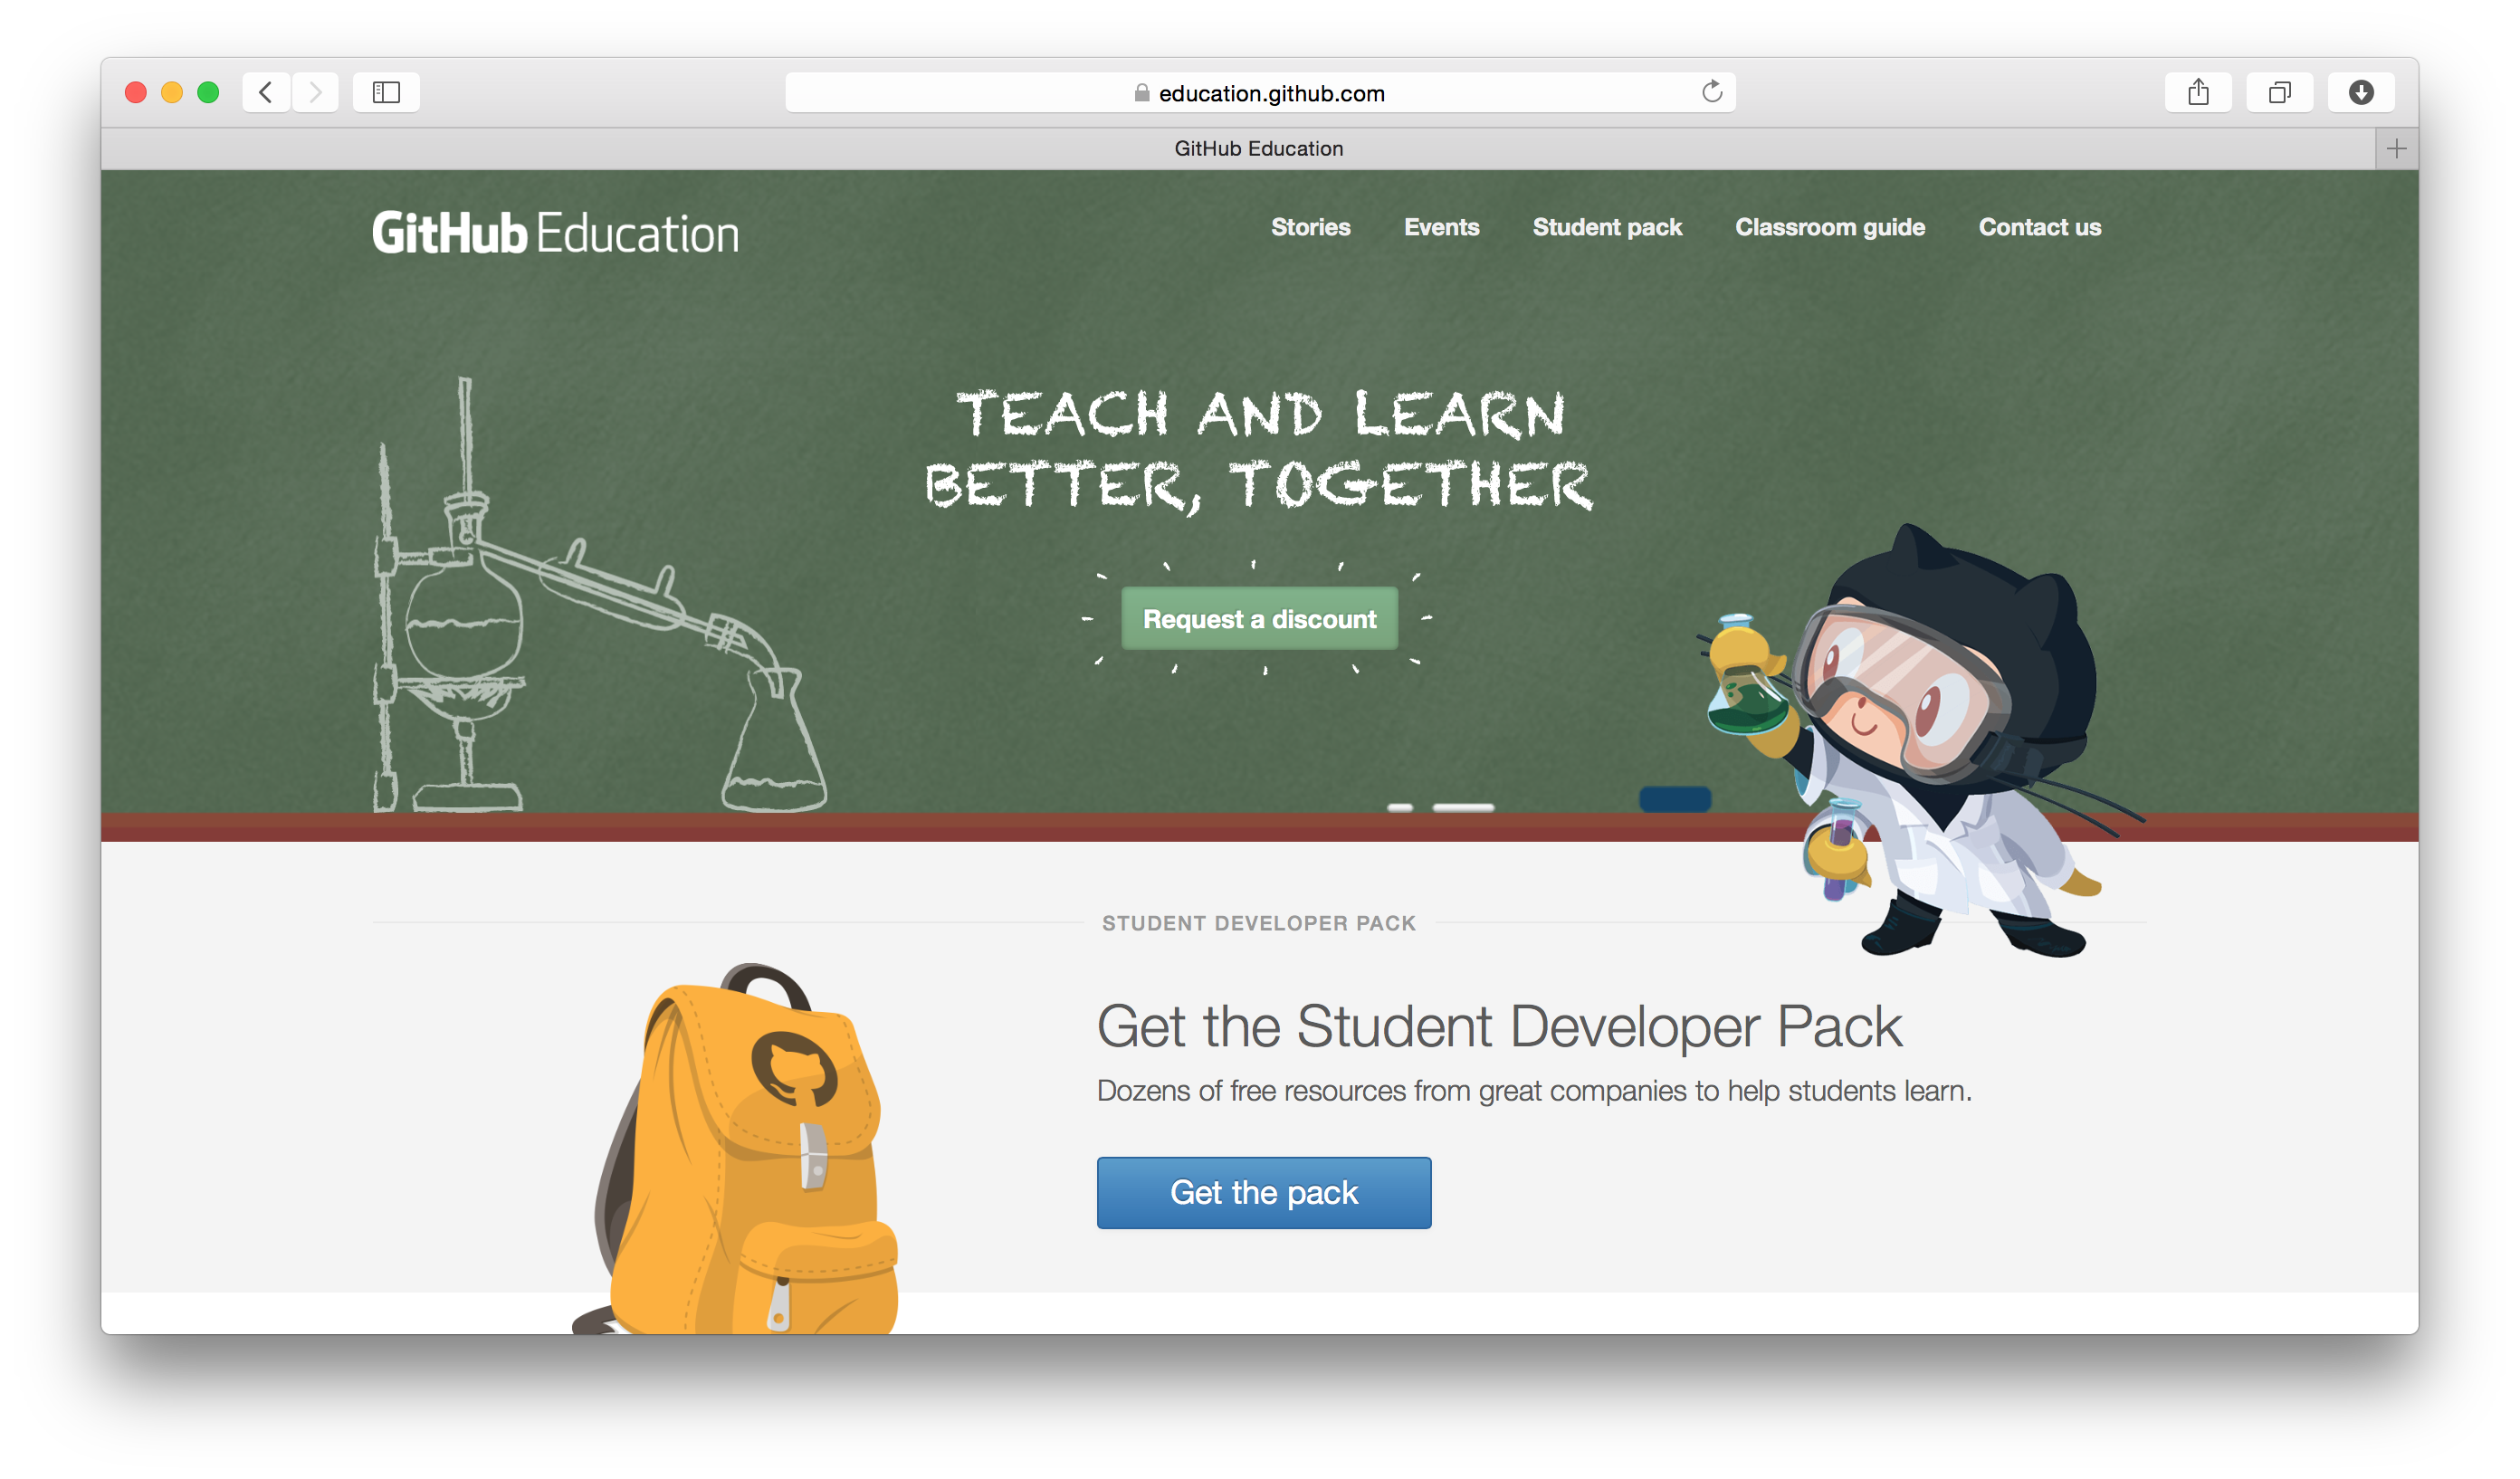 education.github.com
GitHub Education
GitHub Education
Stories
Events
Student pack
Classroom guide
Contact us
TEACH AND LEARN
BETTER, TOGETHER
Request a discount
STUDENT DEVELOPER PACK
Get the Student Developer Pack
Dozens of free resources from great companies to help students learn.
Get the pack